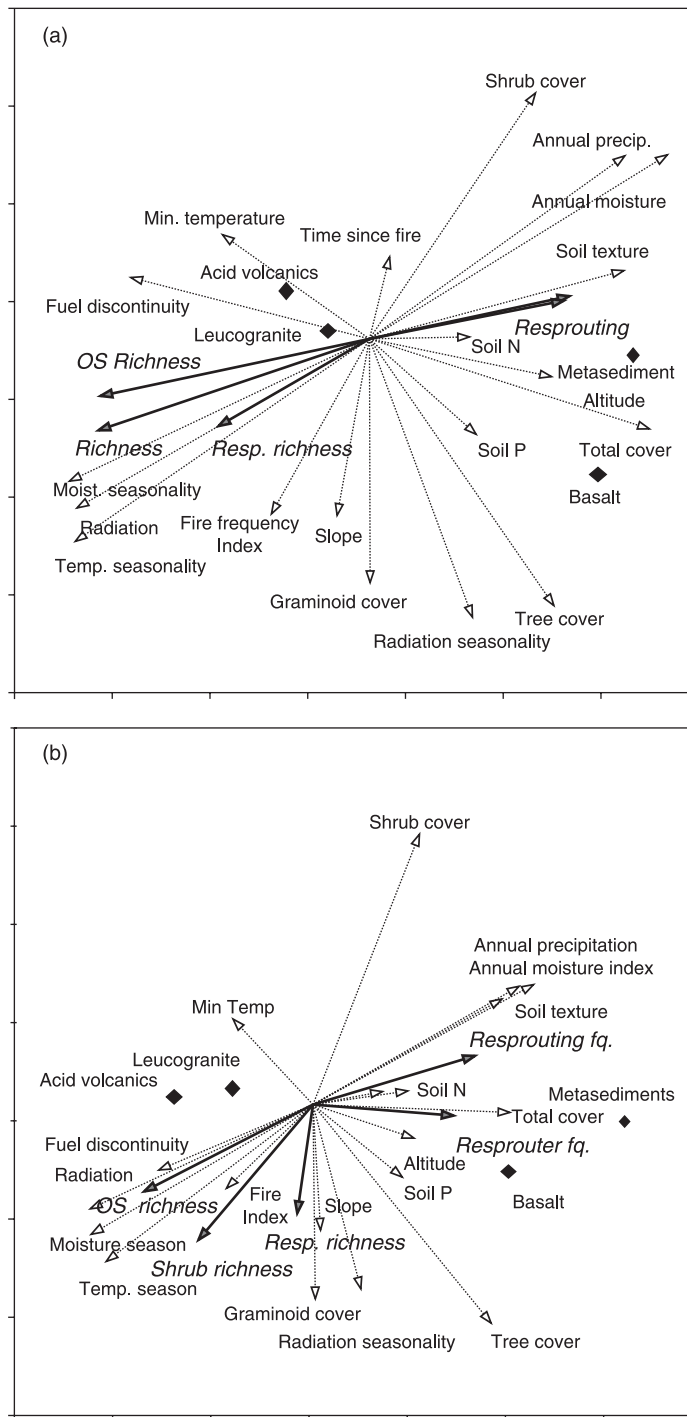 (a)
Shrub cover
Annual precip.
Annual moisture
Min. temperature
Time since fire
Soil texture
Acid volcanics
Fuel discontinuity
Leucogranite
Resprouting
Soil N
OS Richness
Metasediment
Altitude
Richness
Resp. richness
Soil P
Total cover
Moist. seasonality
Basalt
Radiation
Fire frequency
Index
Slope
Temp. seasonality
Graminoid cover
Tree cover
Radiation seasonality
(b)
Shrub cover
Annual precipitation
Annual moisture index
Min Temp
Soil texture
Resprouting fq.
Leucogranite
Acid volcanics
Soil N
Metasediments
Total cover
Fuel discontinuity
Resprouter fq.
Radiation
Altitude
Fire
Index
Soil P
Basalt
OS richness
Slope
Moisture season
Resp. richness
Shrub richness
Temp. season
Graminoid cover
Radiation seasonality
Tree cover